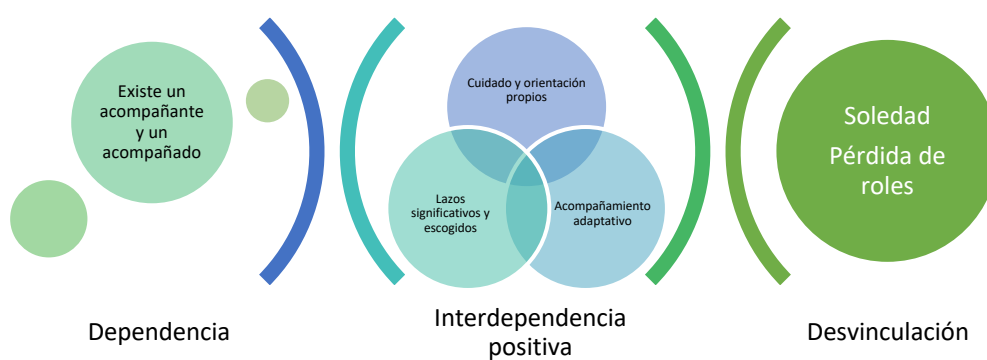 Existe un
acompañante
y un
acompañado
Dependencia
Cuidado y orientación
propios
Lazos
significativos y
escogidos
Acompañamiento
adaptativo
Interdependencia
positiva
Soledad
Pérdida de
roles
Desvinculación